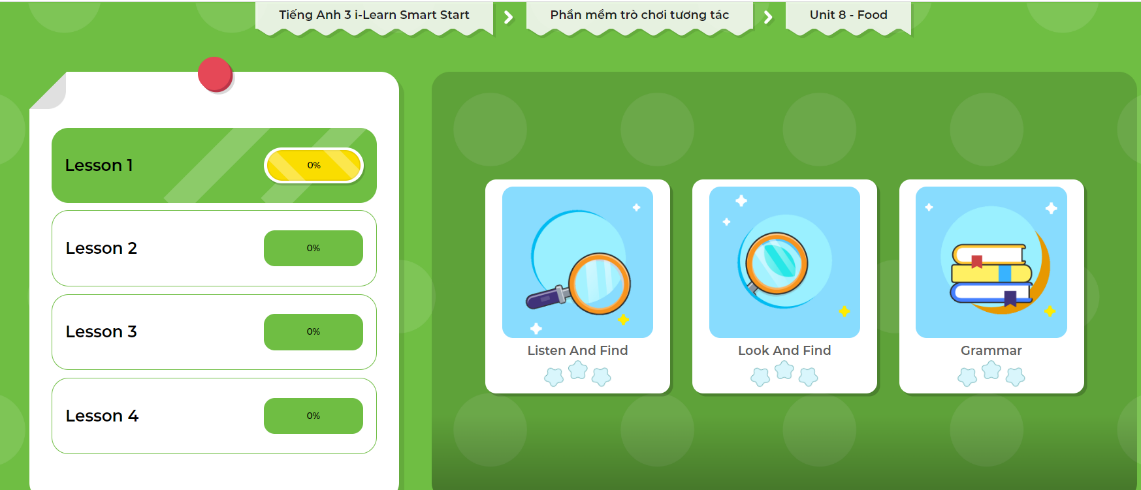 Tiếng Anh 3 i-Learn Smart Start
Phần mềm trò chơi tương tác
Unit 8 - Food
Lesson 1
0%
Lesson 2
0%
Lesson 3
0%
Lesson 4
0%
Listen And Find
Look And Find
Grammar